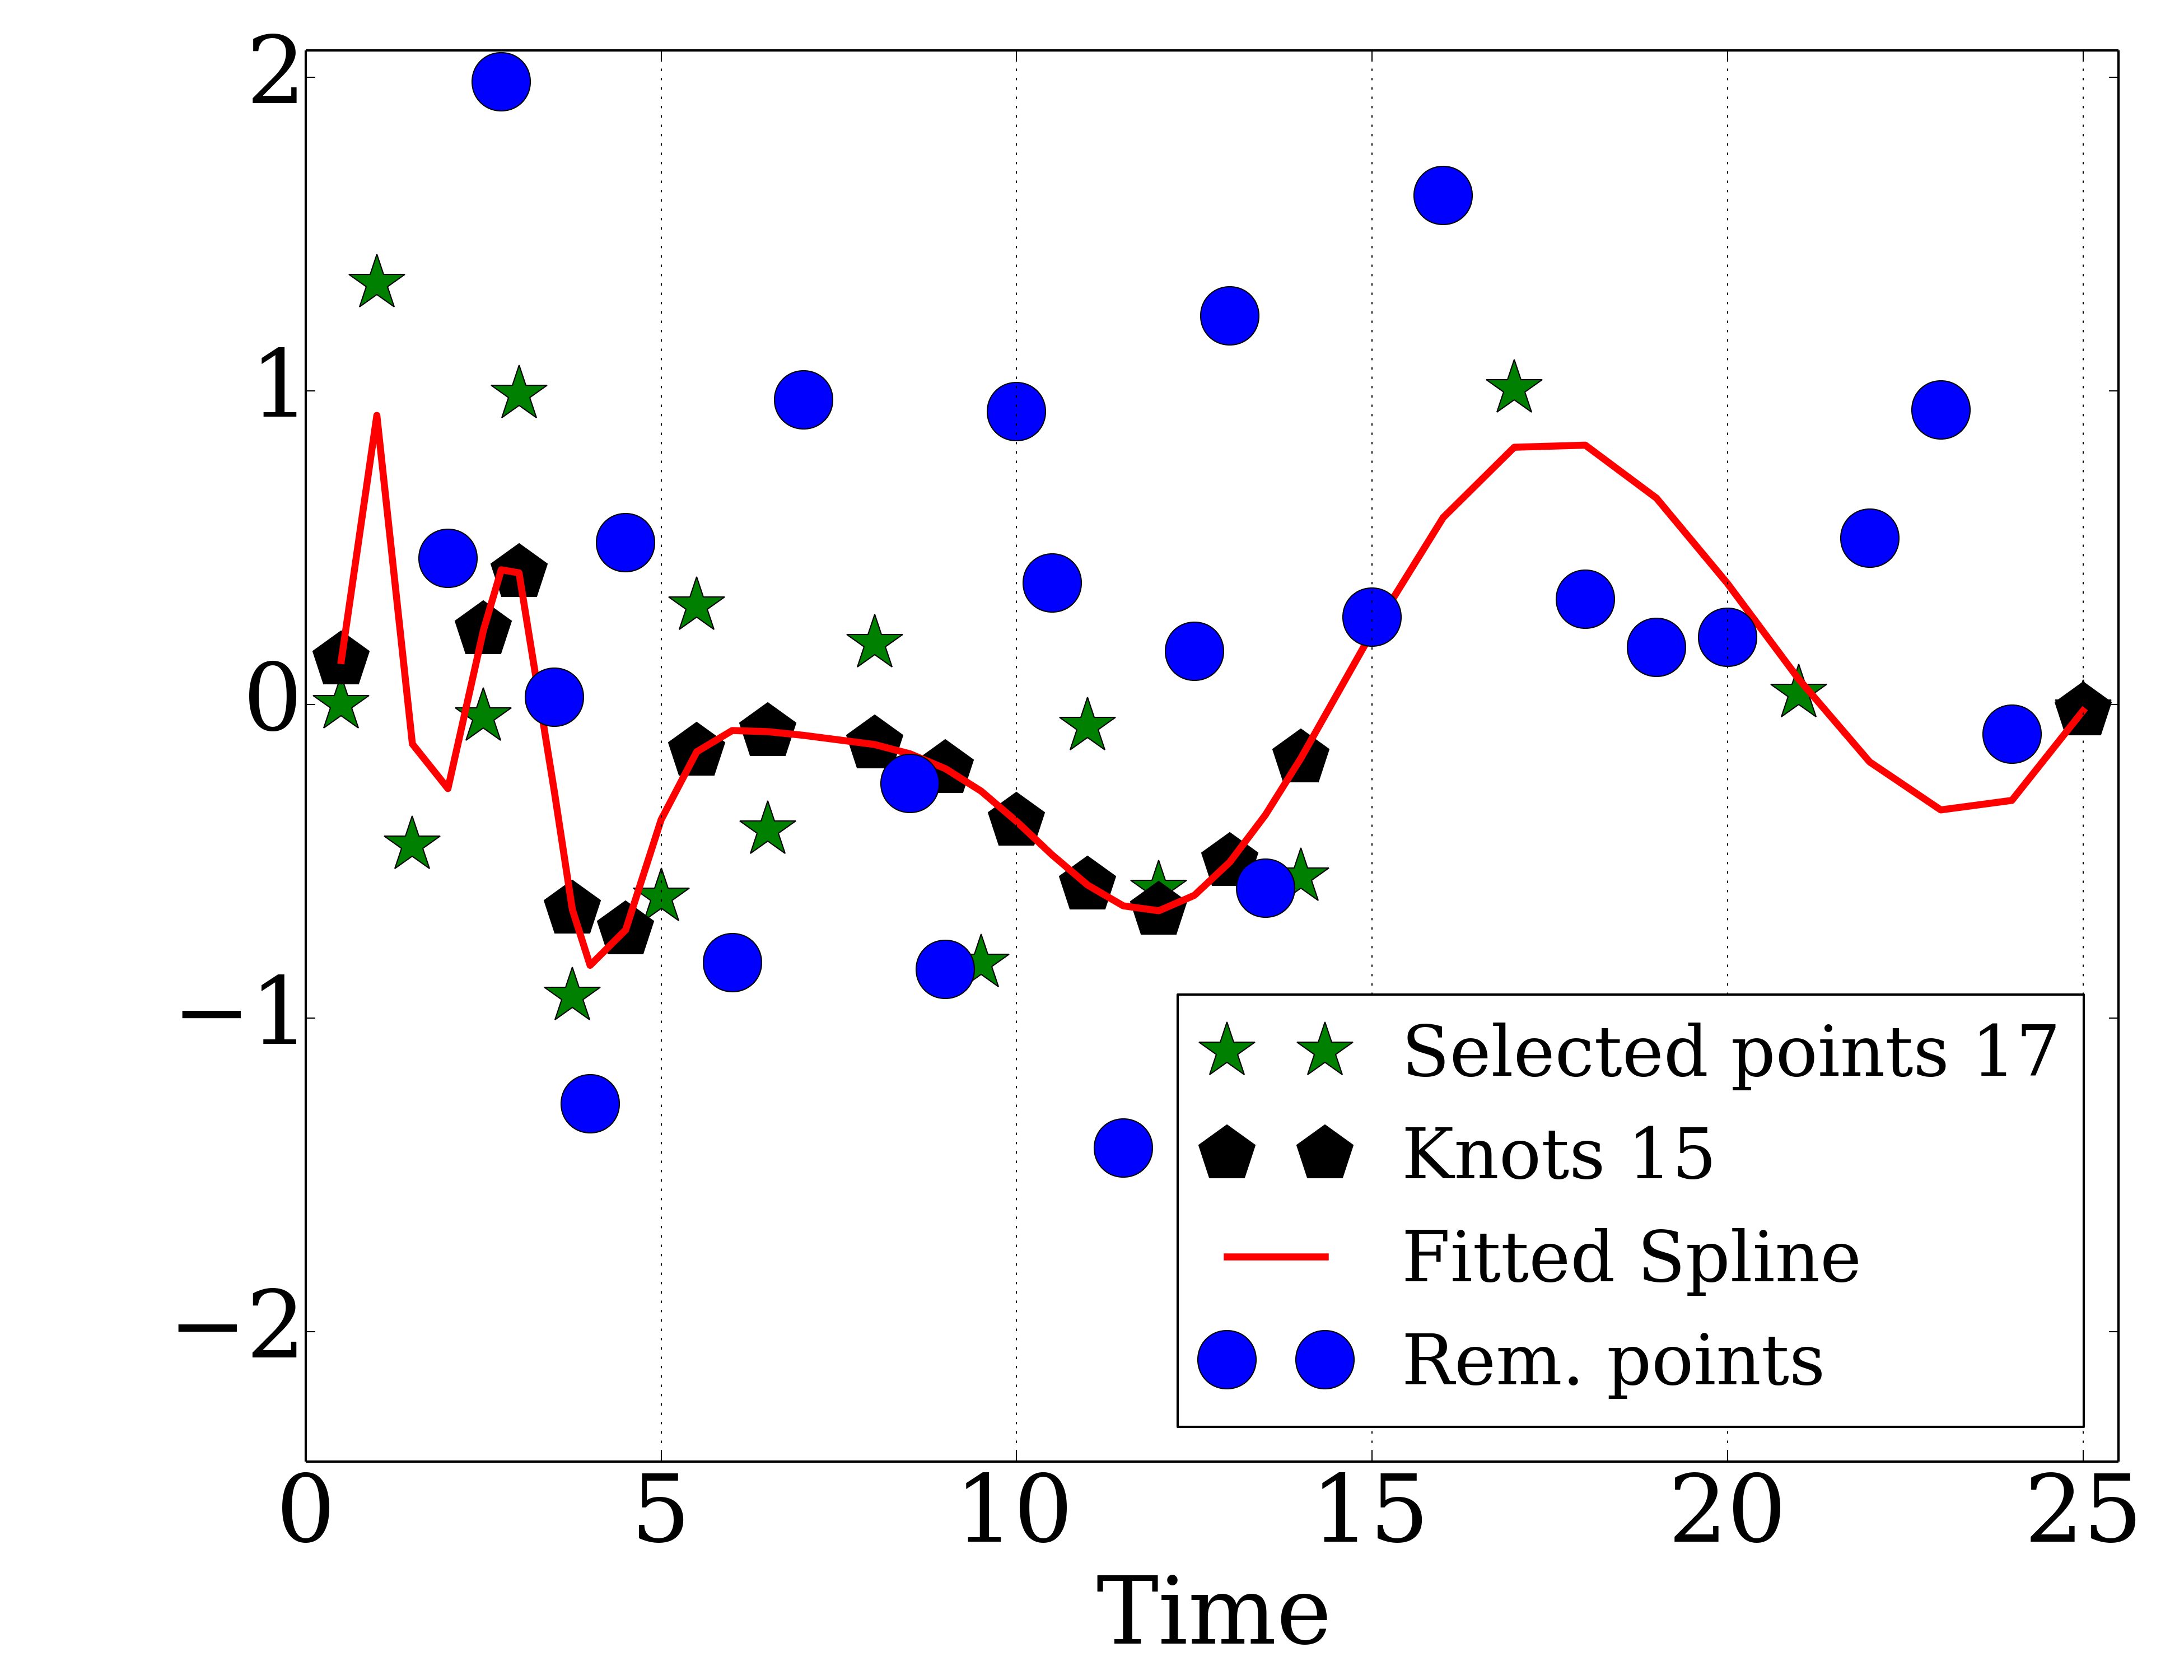 2
1
0
−1
−2
0 5 10 15 20 25
Time
Selected points 17
Knots 15
Fitted Spline
Rem. points